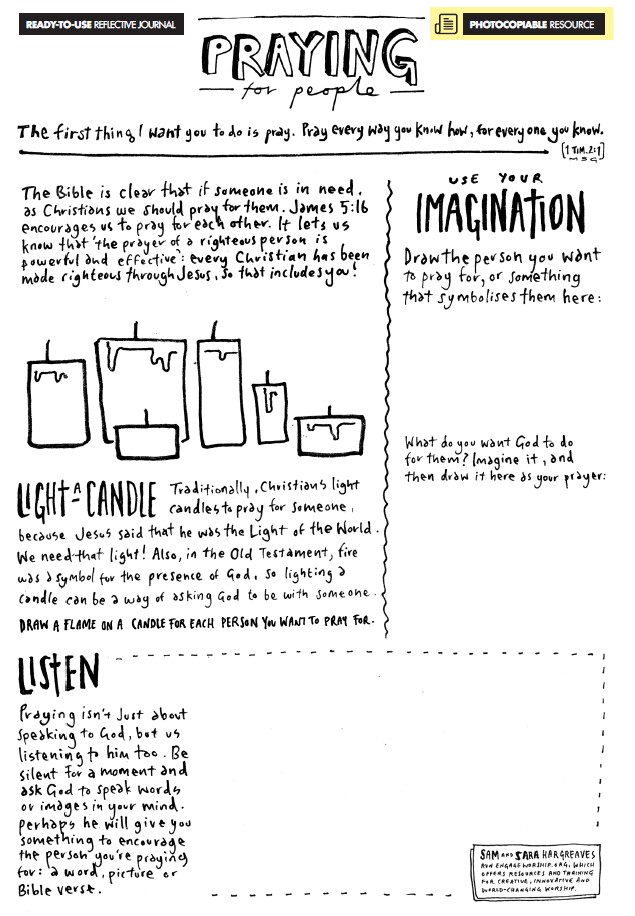 READY-TO-USE REFLECTIVE JOURNAL
PHOTOCOPIABLE RESOURCE
PRAYING
for people
The first thing I want you to do is pray. Pray every way you know how, for everyone you know.
[1 TIM. 2:1]
MSG
The Bible is clear that if someone is in need,
as Christians we should pray for them. James 5:16
encourages us to pray for each other. It lets us
know that 'the prayer of a righteous person is
powerful and effective': every Christian has been
made righteous through Jesus, so that includes you!
LIGHT A CANDLE
Traditionally, Christians light
candles to pray for someone,
because Jesus said that he was the Light of the World.
We need that light! Also, in the Old Testament, fire
was a symbol for the presence of God, so lighting a
candle can be a way of asking God to be with someone.
DRAW A FLAME ON A CANDLE FOR EACH PERSON YOU WANT TO PRAY FOR.
USE YOUR
IMAGINATION
Draw the person you want
to pray for, or something
that symbolises them here:
What do you want God to do
for them? Imagine it, and
then draw it here as your prayer:
LISTEN
Praying isn't just about
speaking to God, but us
listening to him too. Be
silent for a moment and
ask God to speak words
or images in your mind.
Perhaps he will give you
something to encourage
the person you're praying
for: a word, picture or
Bible verse.
SAM AND SARA HARGREAVES
RUN ENGAGEWORSHIP.ORG, WHICH
OFFERS RESOURCES AND TRAINING
FOR CREATIVE, INNOVATIVE AND
WORLD-CHANGING WORSHIP.